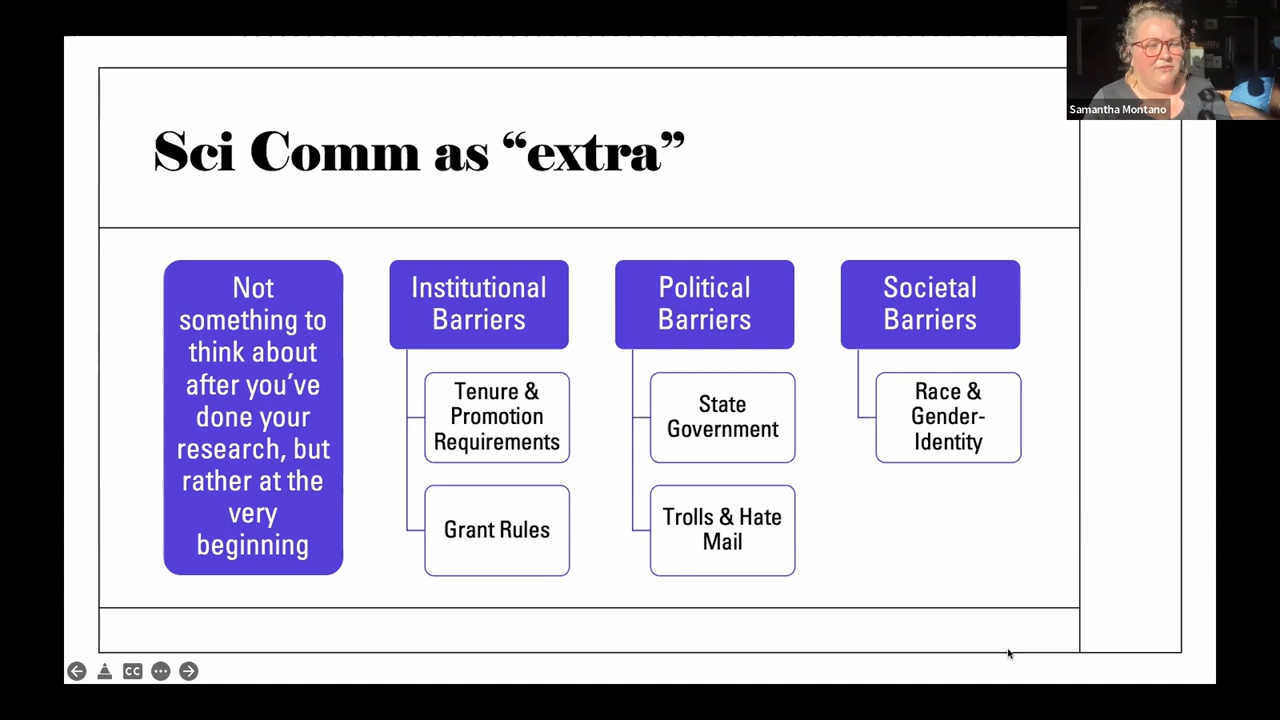 Samantha Montano
Sci Comm as “extra”
Not
something to
think about
after you’ve
done your
research, but
rather at the
very
beginning
Institutional
Barriers
Tenure &
Promotion
Requirements
Grant Rules
Political
Barriers
State
Government
Trolls & Hate
Mail
Societal
Barriers
Race &
Gender-
Identity
CC